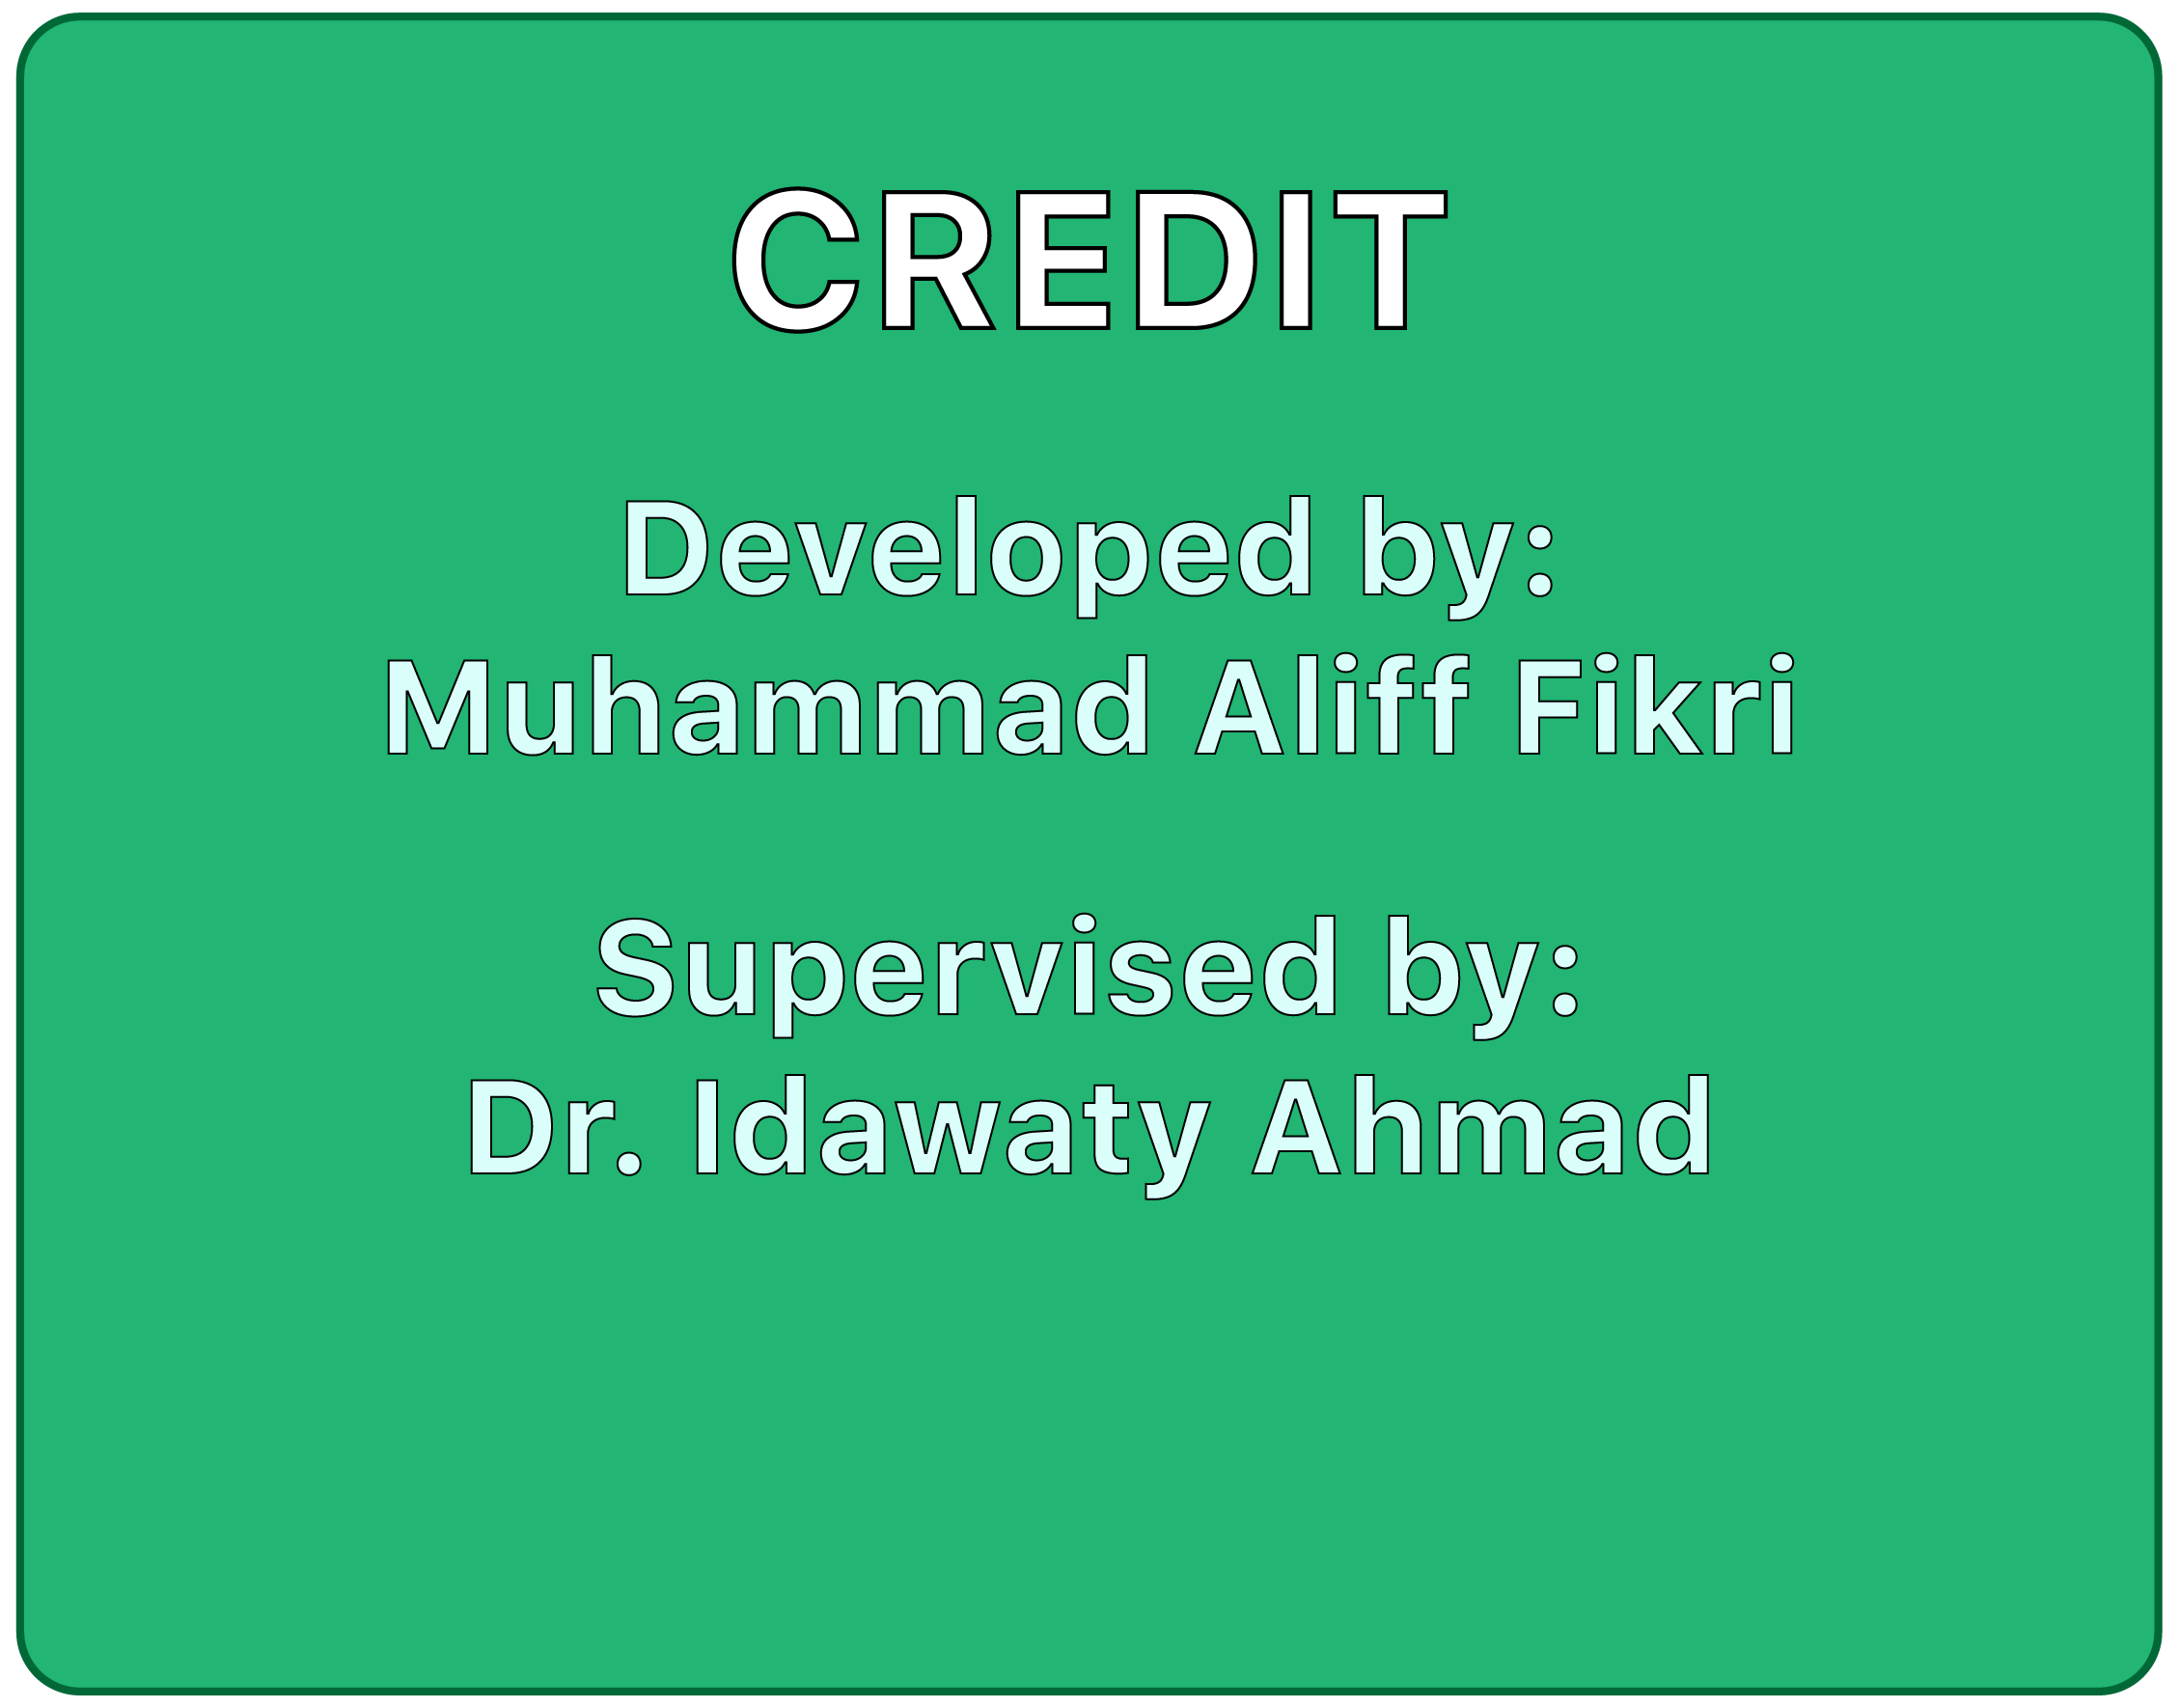 CREDIT
Developed by:
Muhammad Aliff Fikri
Supervised by:
Dr. Idawaty Ahmad